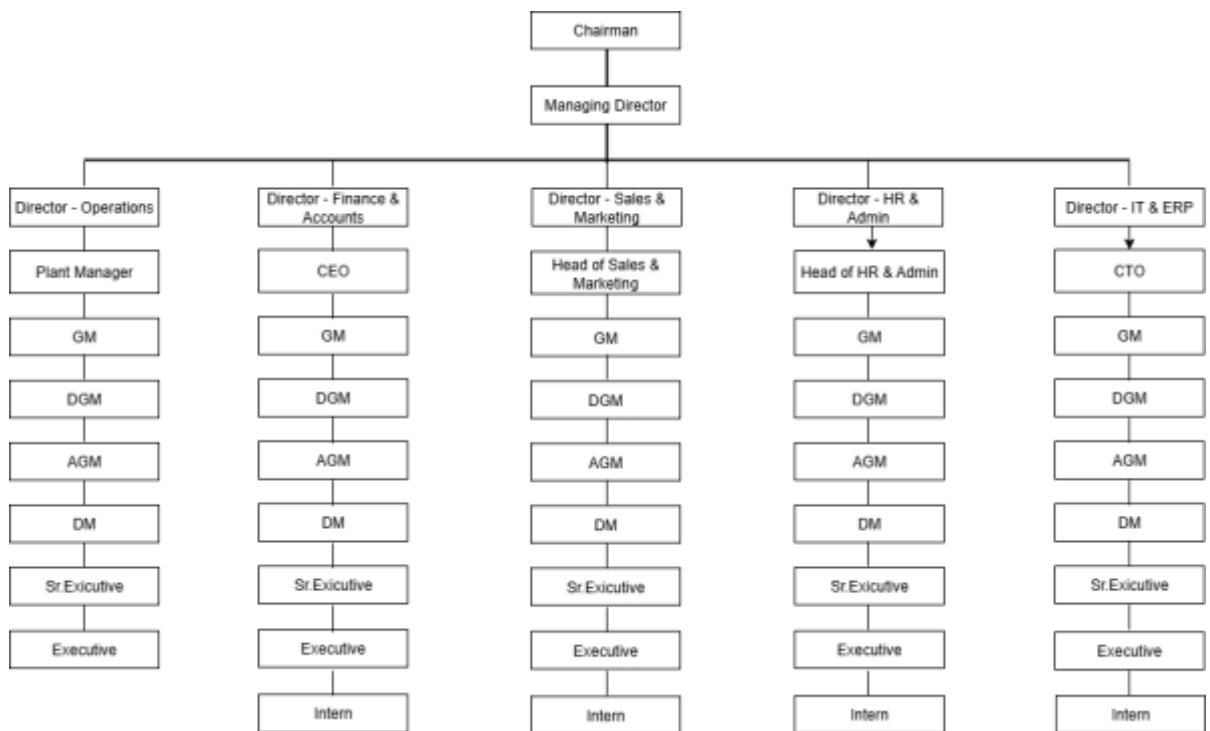 Chairman
Managing Director
Director - Operations
Director - Finance &
Accounts
Director - Sales &
Marketing
Director - HR &
Admin
Director - IT & ERP
Plant Manager
CEO
Head of Sales &
Marketing
Head of HR & Admin
CTO
GM
GM
GM
GM
GM
DGM
DGM
DGM
DGM
DGM
AGM
AGM
AGM
AGM
AGM
DM
DM
DM
DM
DM
Sr.Exicutive
Sr.Exicutive
Sr.Exicutive
Sr.Exicutive
Sr.Exicutive
Executive
Executive
Executive
Executive
Executive
Intern
Intern
Intern
Intern